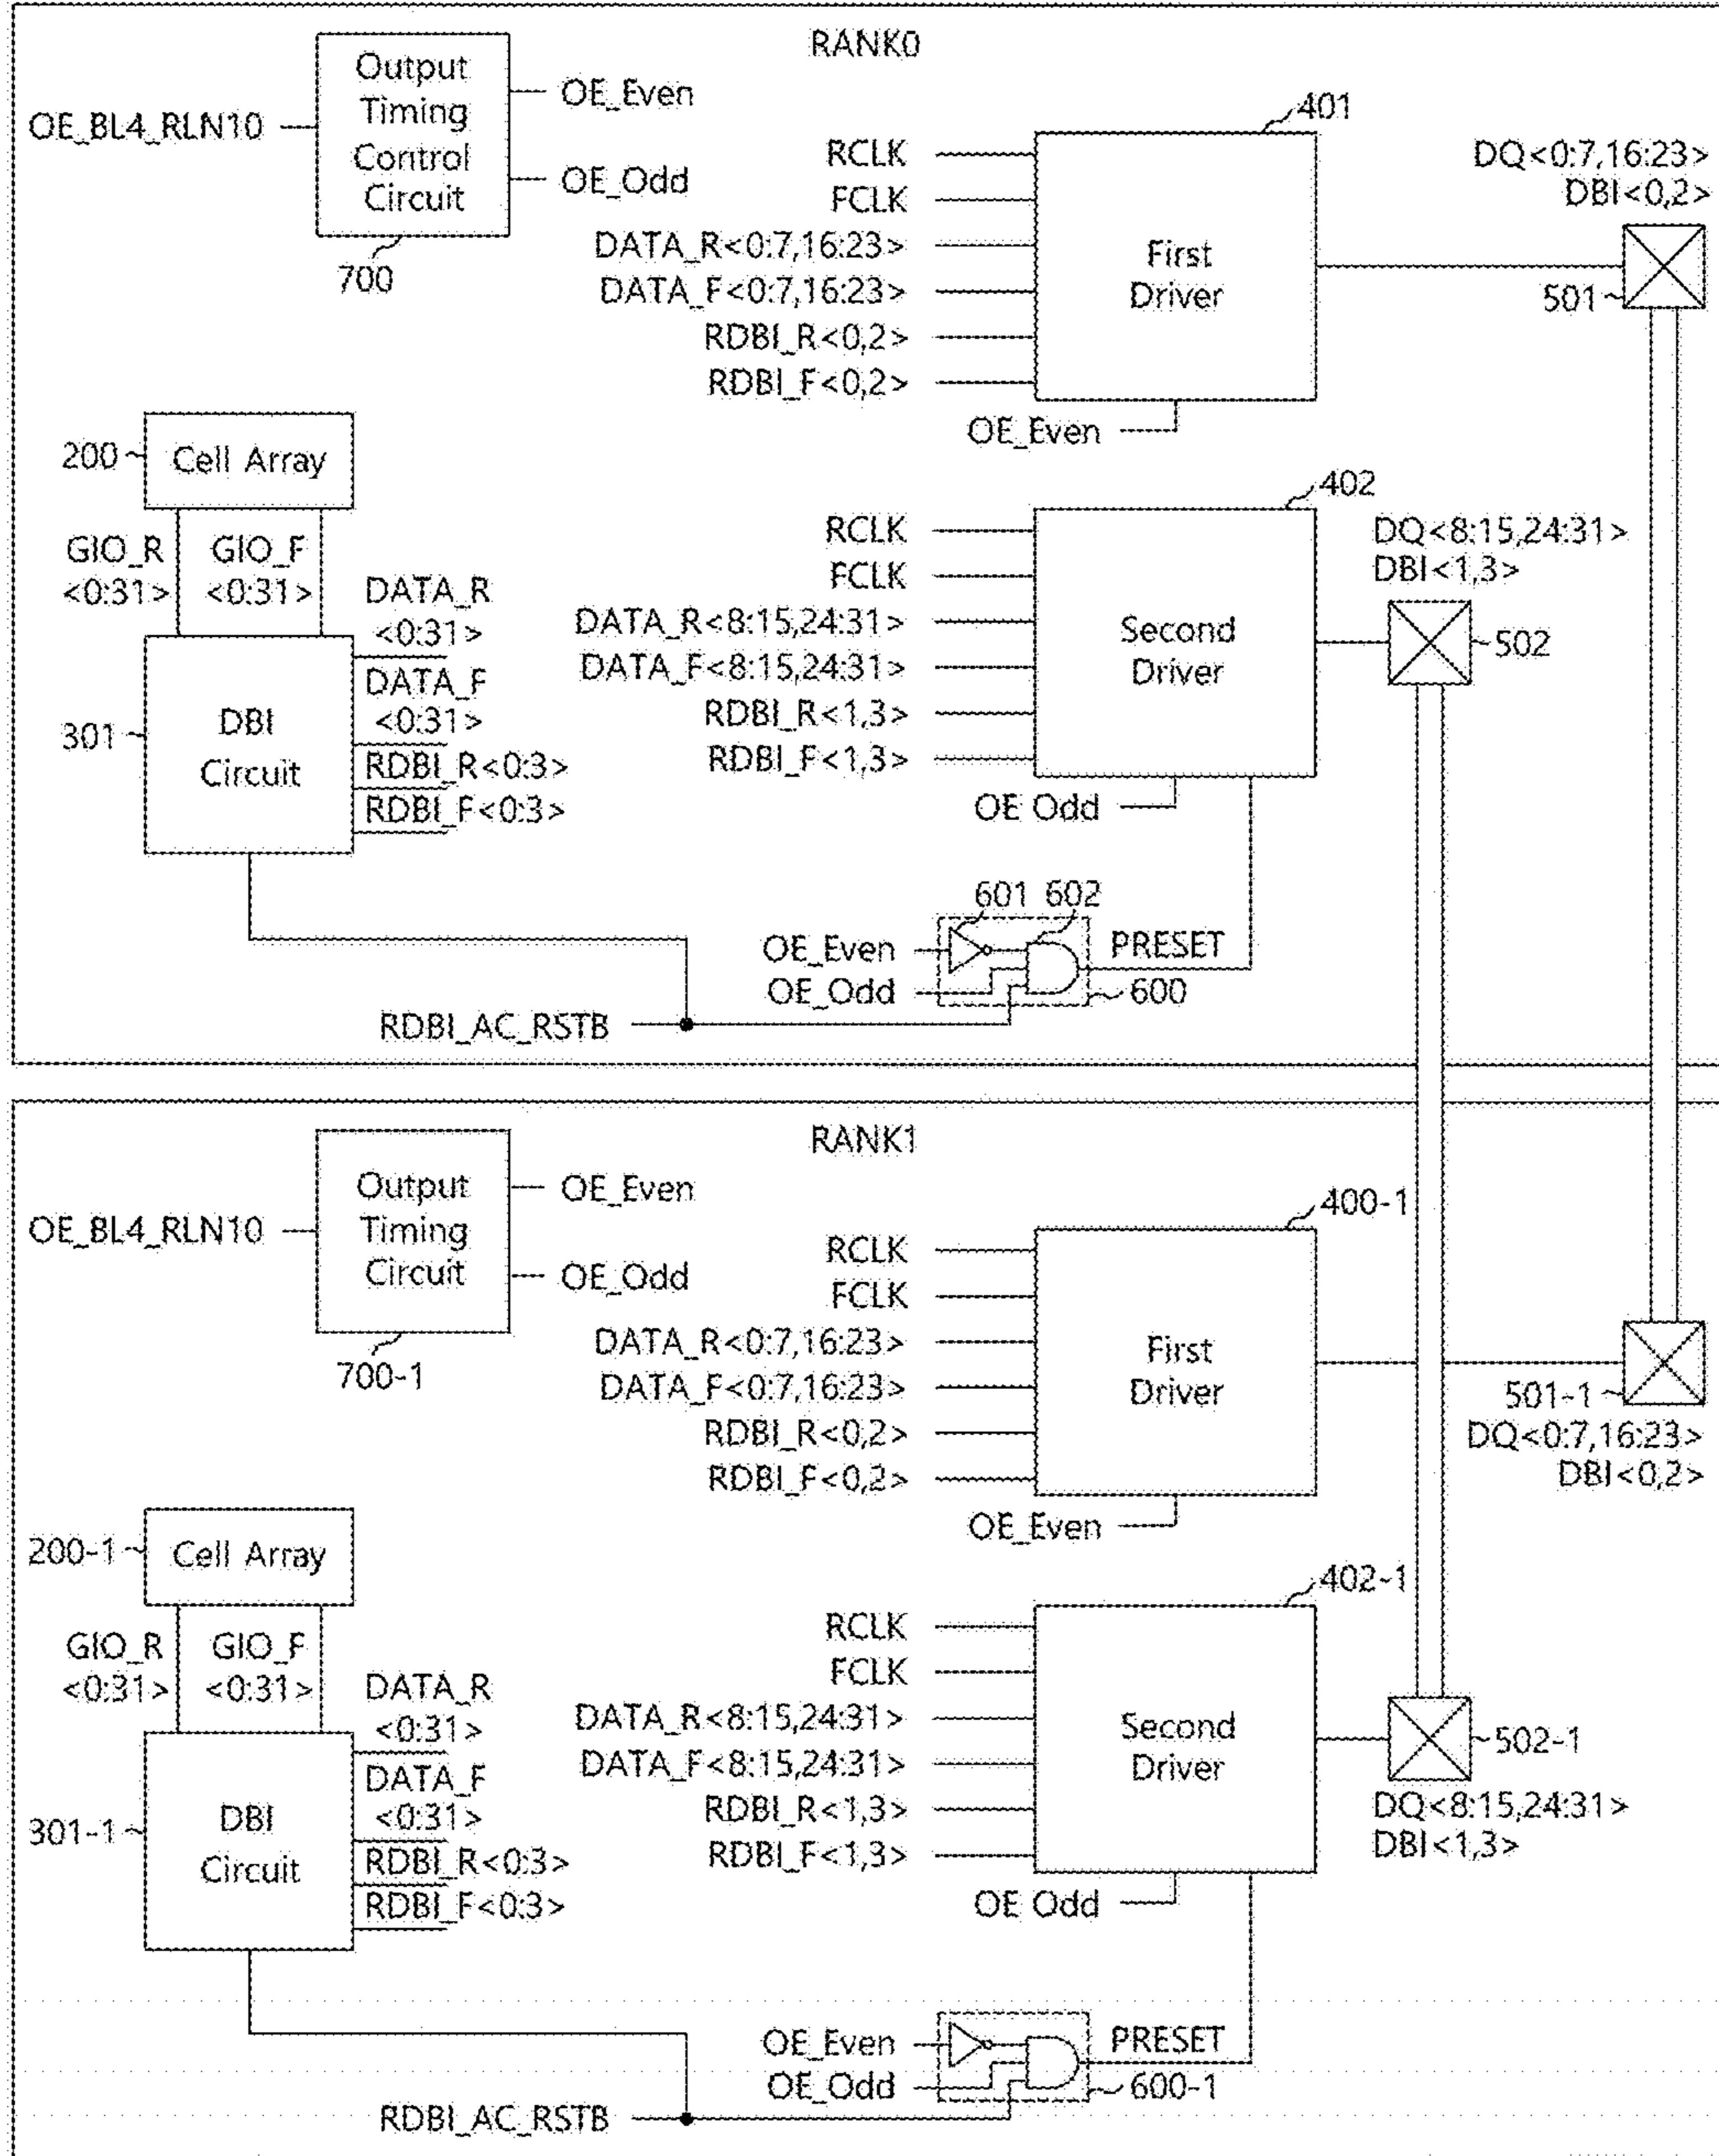 RANK0
Output
Timing
Control
Circuit
OE_BL4_RLN10
OE_Even
OE_Odd
700
401
RCLK
FCLK
DATA_R<0:7,16:23>
DATA_F<0:7,16:23>
RDBI_R<0,2>
RDBI_F<0,2>
First
Driver
OE_Even
DQ<0:7,16:23>
DBI<0,2>
501
200
Cell Array
GIO_R
<0:31>
GIO_F
<0:31>
DATA_R
<0:31>
DATA_F
<0:31>
RDBI_R<0:3>
RDBI_F<0:3>
301
DBI
Circuit
402
RCLK
FCLK
DATA_R<8:15,24:31>
DATA_F<8:15,24:31>
RDBI_R<1,3>
RDBI_F<1,3>
Second
Driver
OE Odd
DQ<8:15,24:31>
DBI<1,3>
502
601 602
OE_Even
OE_Odd
PRESET
600
RDBI_AC_RSTB
RANK1
Output
Timing
Circuit
OE_BL4_RLN10
OE_Even
OE_Odd
700-1
400-1
RCLK
FCLK
DATA_R<0:7,16:23>
DATA_F<0:7,16:23>
RDBI_R<0,2>
RDBI_F<0,2>
First
Driver
OE_Even
501-1
DQ<0:7,16:23>
DBI<0,2>
200-1
Cell Array
GIO_R
<0:31>
GIO_F
<0:31>
DATA_R
<0:31>
DATA_F
<0:31>
RDBI_R<0:3>
RDBI_F<0:3>
301-1
DBI
Circuit
402-1
RCLK
FCLK
DATA_R<8:15,24:31>
DATA_F<8:15,24:31>
RDBI_R<1,3>
RDBI_F<1,3>
Second
Driver
OE Odd
502-1
DQ<8:15,24:31>
DBI<1,3>
OE_Even
OE_Odd
PRESET
600-1
RDBI_AC_RSTB